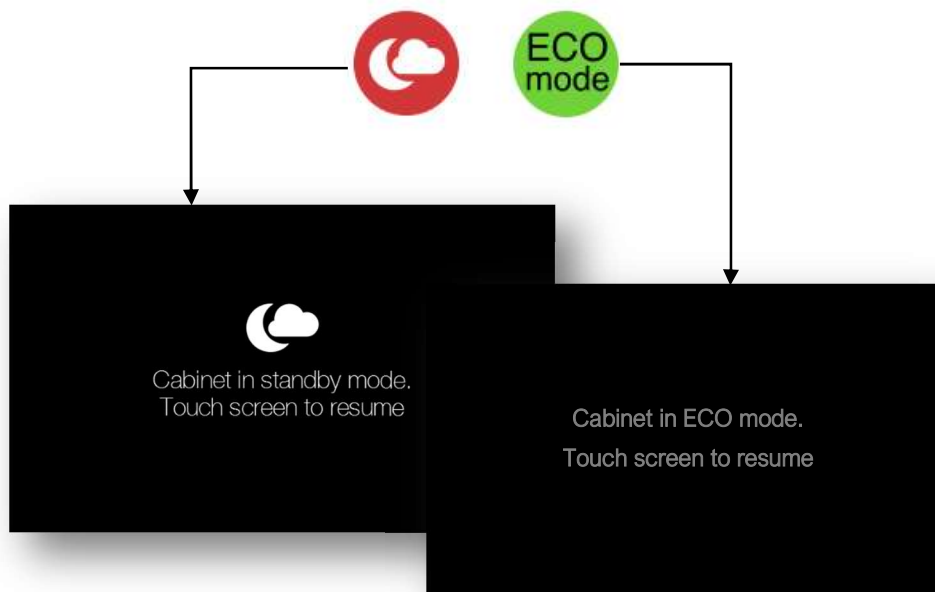 ECO
mode
Cabinet in standby mode.
Touch screen to resume
Cabinet in ECO mode.
Touch screen to resume